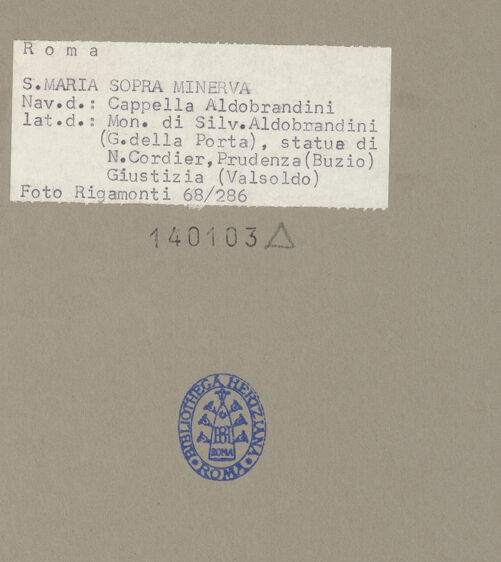 Roma
S.MARIA SOPRA MINERVA
Nav.d.: Cappella Aldobrandini
lat.d.: Mon. di Silv.Aldobrandini
(G.della Porta), statue di
N.Cordier,Prudenza(Buzio)
Giustizia (Valsoldo)
Foto Rigamonti 68/286
140103
BIBLIOTHECA HERTZIANA
BH
ROMA
ROMA